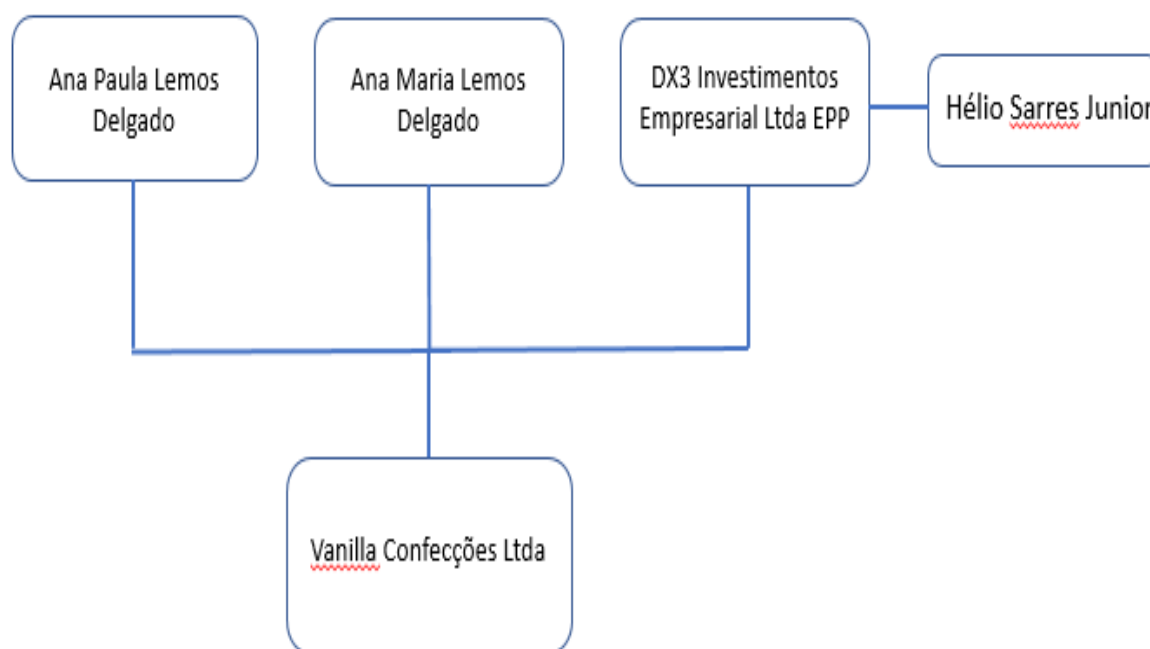 Ana Paula Lemos
Delgado
Ana Maria Lemos
Delgado
DX3 Investimentos
Empresarial Ltda EPP
Hélio Sarres Junior
Vanilla Confecções Ltda